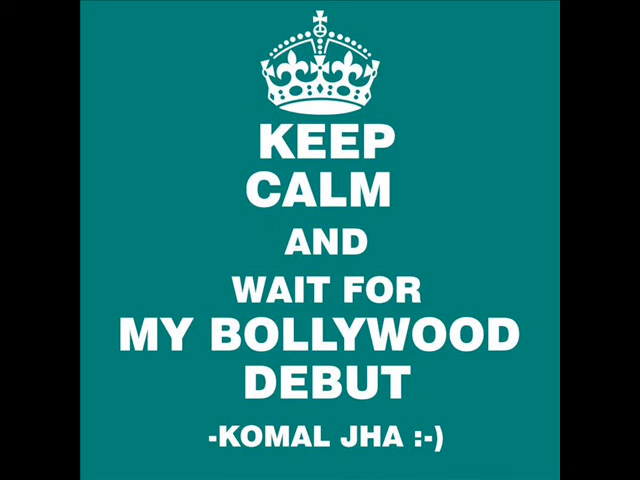 KEEP
CALM
AND
WAIT FOR
MY BOLLYWOOD
DEBUT
-KOMAL JHA :-)